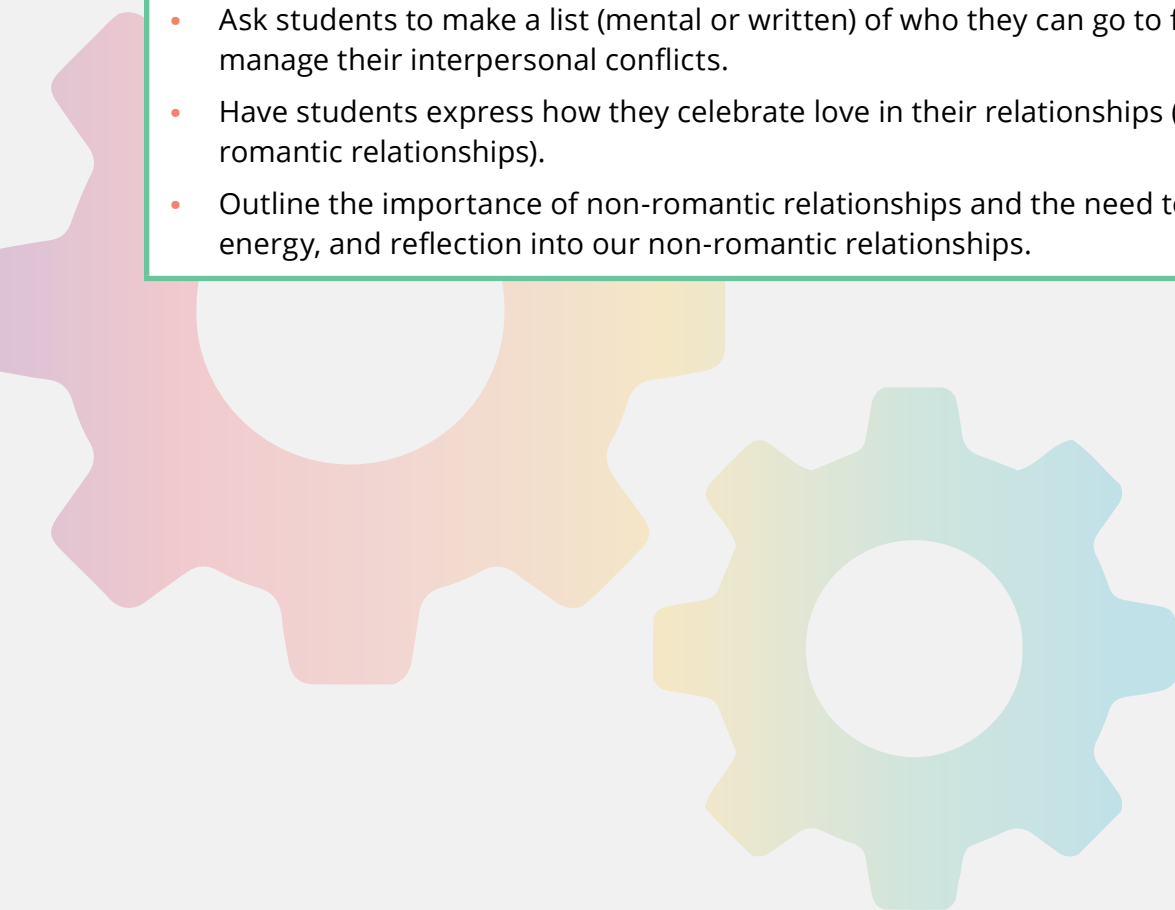 • Ask students to make a list (mental or written) of who they can go to
manage their interpersonal conflicts.
• Have students express how they celebrate love in their relationships (
romantic relationships).
• Outline the importance of non-romantic relationships and the need
energy, and reflection into our non-romantic relationships.